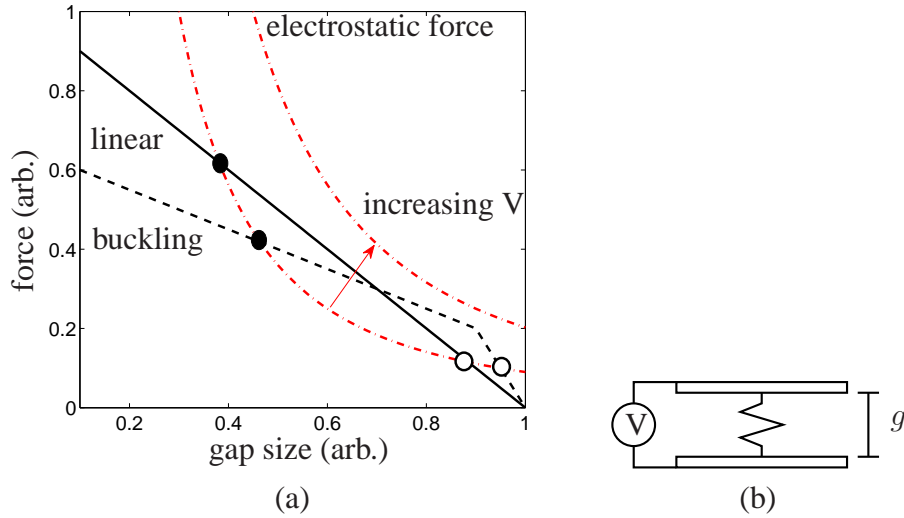 1
electrostatic force
0.8
linear
0.6
increasing V
force (arb.)
buckling
0.4
0.2
0
0.2
0.4
0.6
0.8
1
gap size (arb.)
(a)
V
g
(b)